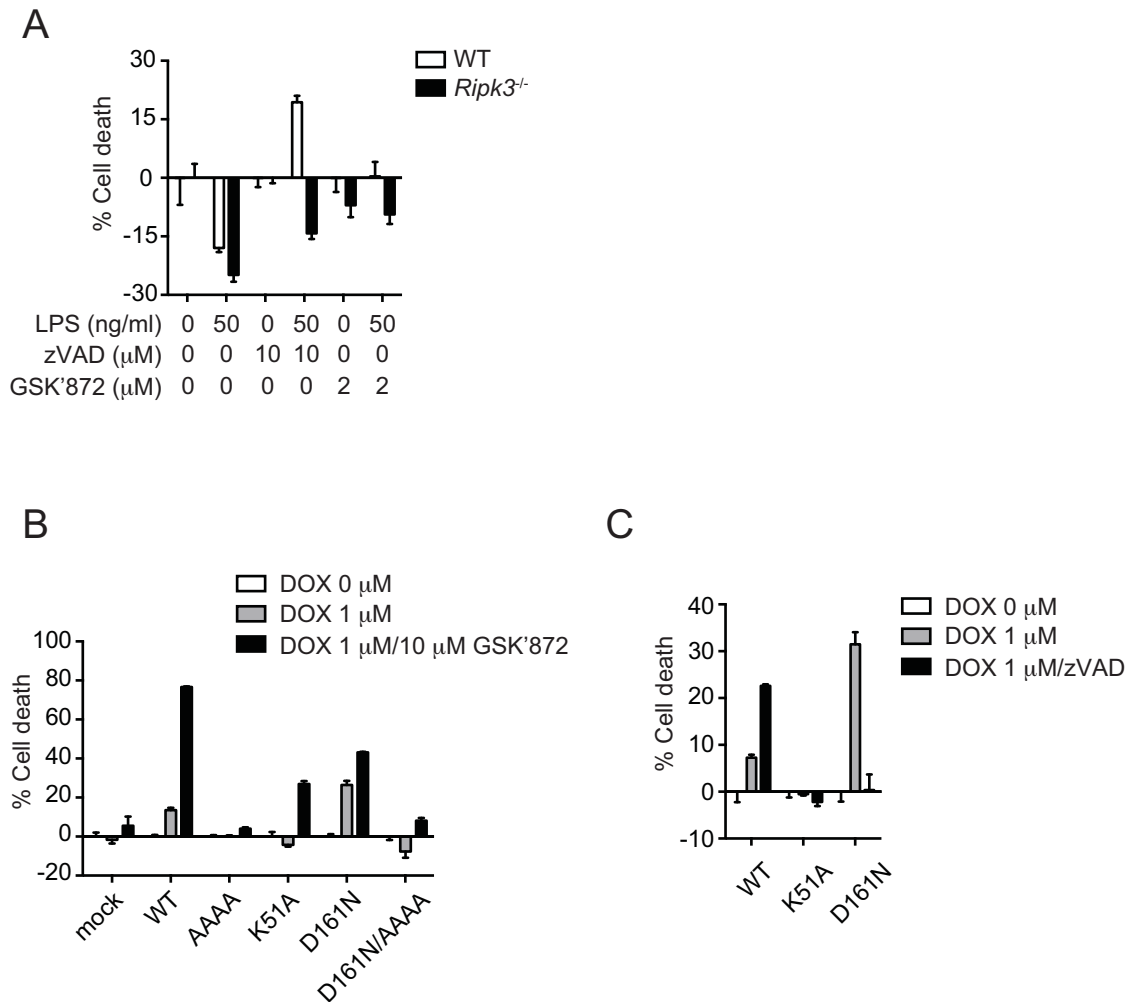 A
30
15
0
-15
-30
% Cell death
WT
Ripk3-/-
LPS (ng/ml) 0 50 0 50 0 50
zVAD (μM) 0 0 10 10 0 0
GSK'872 (μM) 0 0 0 0 2 2
B
DOX 0 μM
DOX 1 μM
DOX 1 μM/10 μM GSK'872
100
80
60
40
20
0
-20
% Cell death
mock
WT
AAAA
K51A
D161N
D161N/AAAA
C
DOX 0 μM
DOX 1 μM
DOX 1 μM/zVAD
40
30
20
10
0
-10
% Cell death
WT
K51A
D161N